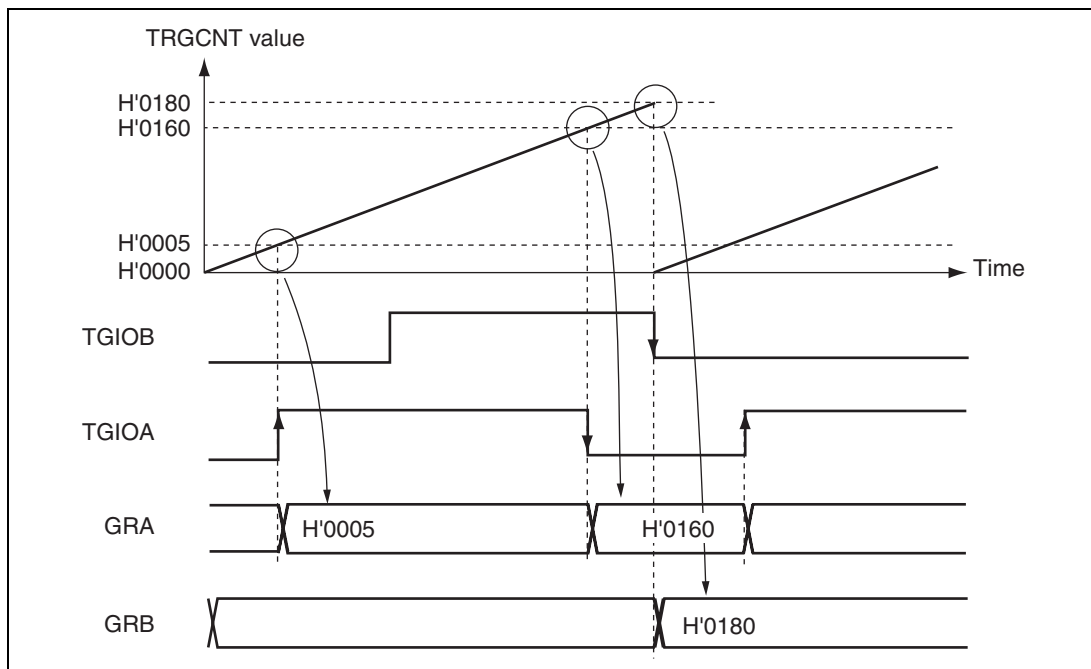 TRGCNT value
H'0180
H'0160
H'0005
H'0000
Time
TGIOB
TGIOA
GRA
H'0005
H'0160
GRB
H'0180